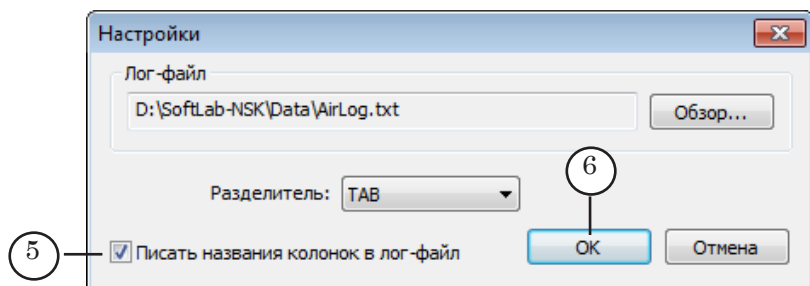 Настройки
Лог-файл
D:\SoftLab-NSK\Data\AirLog.txt
Обзор...
6
Разделитель: TAB
5
Писать названия колонок в лог-файл
OK
Отмена